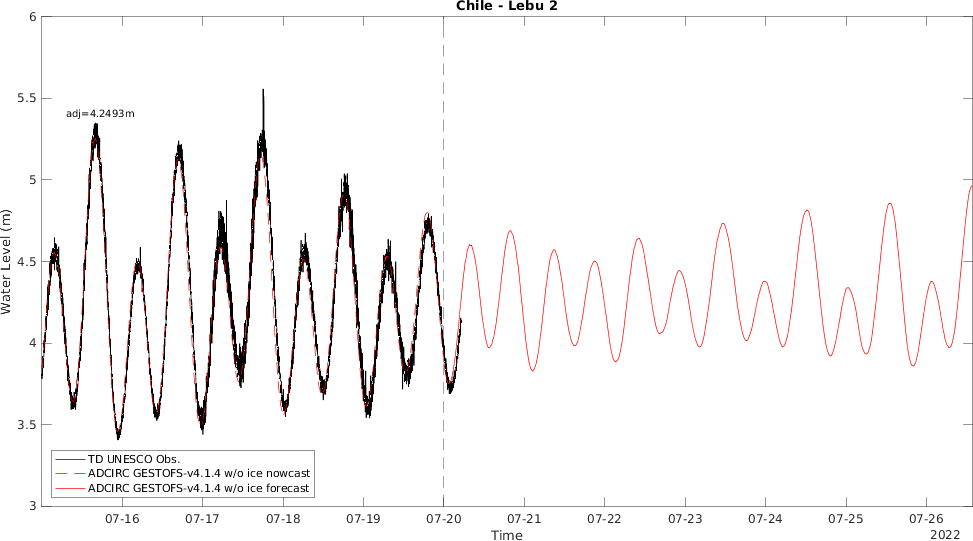 Chile - Lebu 2
6
5.5
5
4.5
4
3.5
3
Water Level (m)
adj=4.2493m
TD UNESCO Obs.
ADCIRC GESTOFS-v4.1.4 w/o ice nowcast
ADCIRC GESTOFS-v4.1.4 w/o ice forecast
07-16 07-17 07-18 07-19 07-20 07-21 07-22 07-23 07-24 07-25 07-26
Time
2022